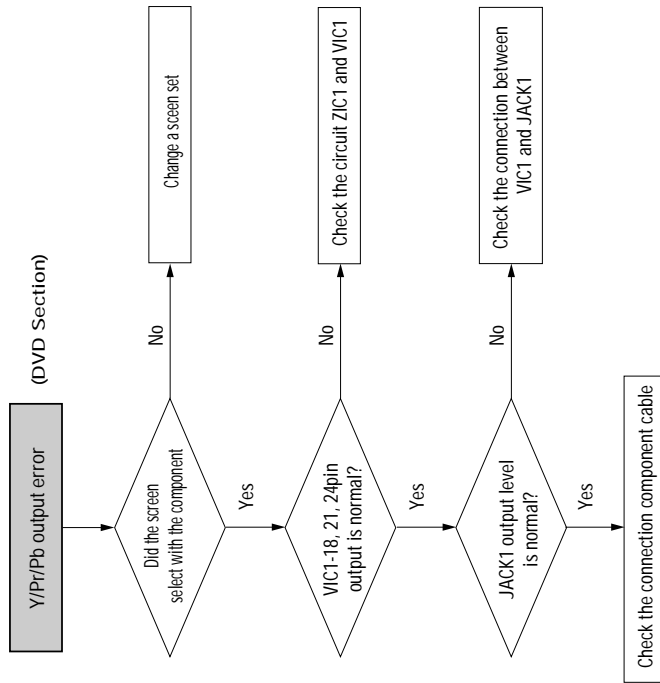 Y/Pr/Pb output error
(DVD Section)
Did the screen
select with the component
No
Change a sceen set
Yes
VIC1-18, 21, 24pin
output is normal?
No
Check the circuit ZIC1 and VIC1
Yes
JACK1 output level
is normal?
No
Check the connection between
VIC1 and JACK1
Yes
Check the connection component cable